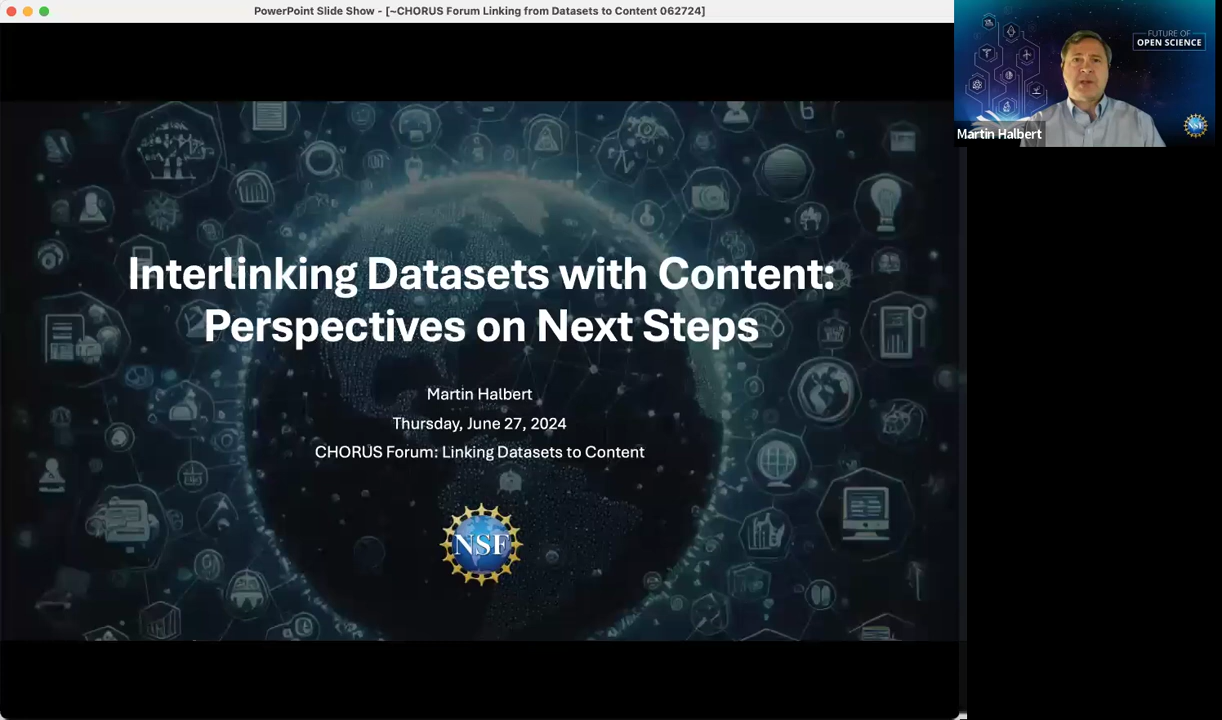 PowerPoint Slide Show - [~CHORUS Forum Linking from Datasets to Content 062724]
FUTURE OF
OPEN SCIENCE
NSF
Martin Halbert
Interlinking Datasets with Content:
Perspectives on Next Steps
Martin Halbert
Thursday, June 27, 2024
CHORUS Forum: Linking Datasets to Content
NSF